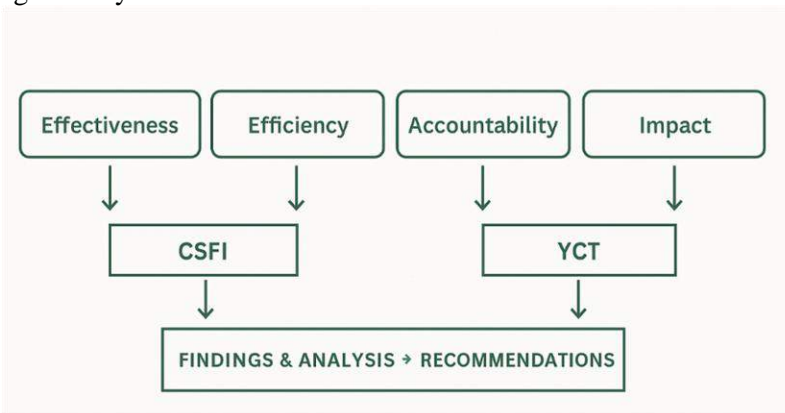 Effectiveness
Efficiency
Accountability
Impact
CSFI
YCT
FINDINGS & ANALYSIS → RECOMMENDATIONS